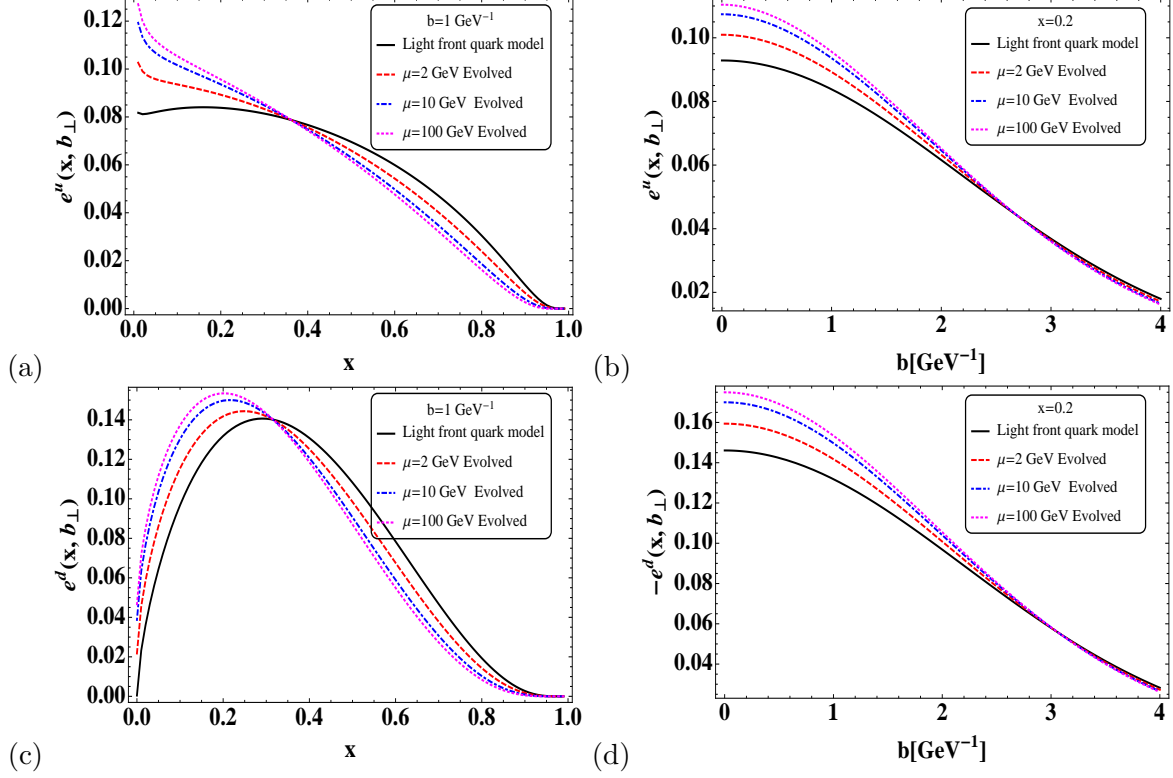 b=1 GeV⁻¹
Light front quark model
μ=2 GeV Evolved
μ=10 GeV Evolved
μ=100 GeV Evolved
0.12
0.10
0.08
0.06
0.04
0.02
0.00
eᵘ(x, b⊥)
0.0 0.2 0.4 0.6 0.8 1.0
(a) x
x=0.2
Light front quark model
μ=2 GeV Evolved
μ=10 GeV Evolved
μ=100 GeV Evolved
0.10
0.08
0.06
0.04
0.02
eᵘ(x, b⊥)
0 1 2 3 4
(b) b[GeV⁻¹]
b=1 GeV⁻¹
Light front quark model
μ=2 GeV Evolved
μ=10 GeV Evolved
μ=100 GeV Evolved
0.14
0.12
0.10
0.08
0.06
0.04
0.02
0.00
eᵈ(x, b⊥)
0.0 0.2 0.4 0.6 0.8 1.0
(c) x
x=0.2
Light front quark model
μ=2 GeV Evolved
μ=10 GeV Evolved
μ=100 GeV Evolved
0.16
0.14
0.12
0.10
0.08
0.06
0.04
−eᵈ(x, b⊥)
0 1 2 3 4
(d) b[GeV⁻¹]